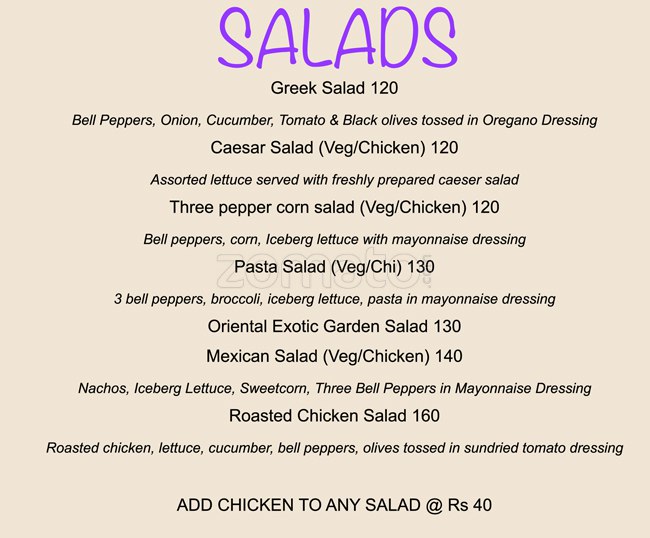 SALADS
Greek Salad 120
Bell Peppers, Onion, Cucumber, Tomato & Black olives tossed in Oregano Dressing
Caesar Salad (Veg/Chicken) 120
Assorted lettuce served with freshly prepared caeser salad
Three pepper corn salad (Veg/Chicken) 120
Bell peppers, corn, Iceberg lettuce with mayonnaise dressing
zomato
Pasta Salad (Veg/Chi) 130
3 bell peppers, broccoli, iceberg lettuce, pasta in mayonnaise dressing
Oriental Exotic Garden Salad 130
Mexican Salad (Veg/Chicken) 140
Nachos, Iceberg Lettuce, Sweetcorn, Three Bell Peppers in Mayonnaise Dressing
Roasted Chicken Salad 160
Roasted chicken, lettuce, cucumber, bell peppers, olives tossed in sundried tomato dressing
ADD CHICKEN TO ANY SALAD @ Rs 40